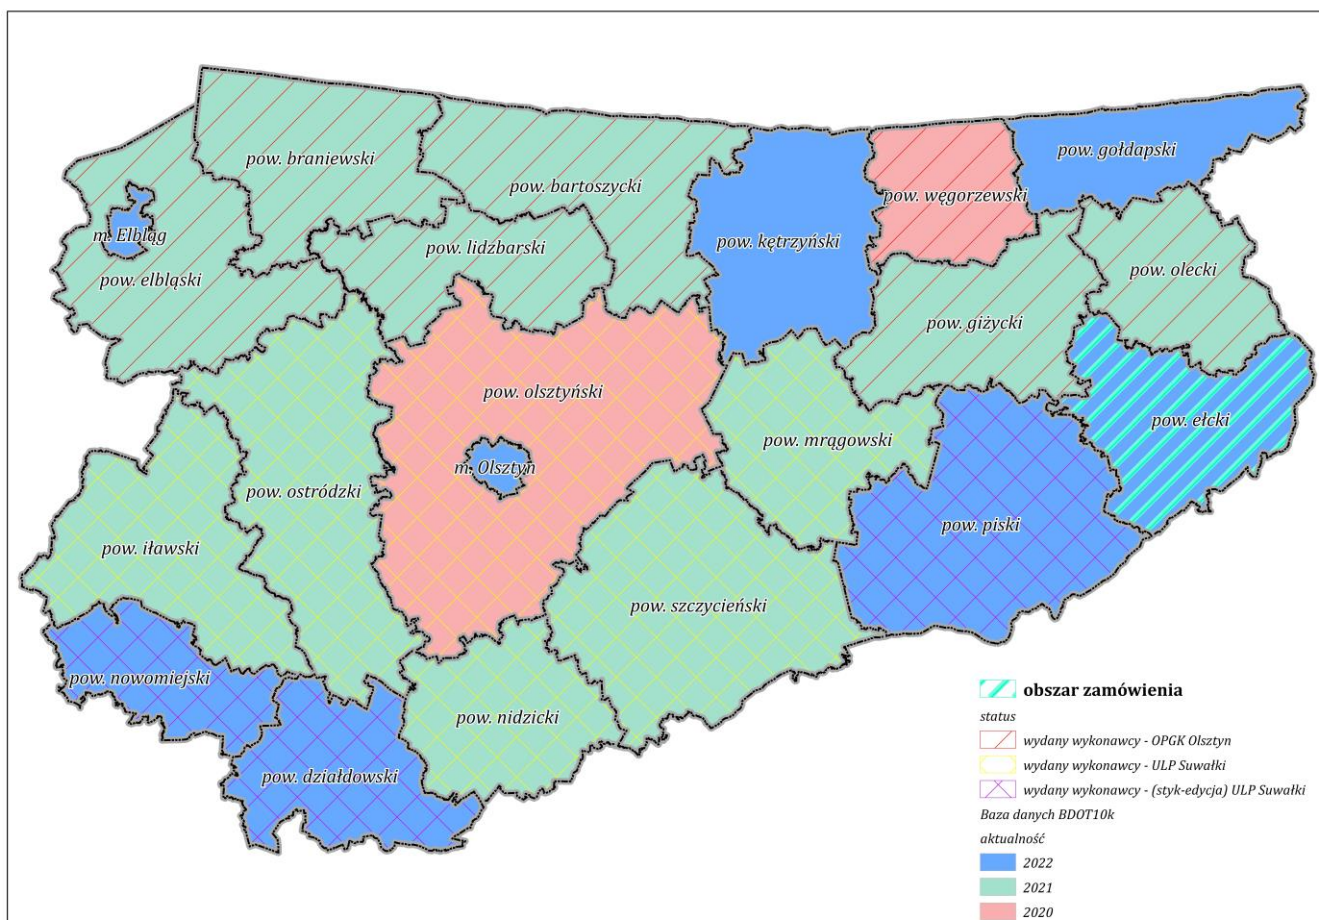 pow. braniewski
pow. bartoszycki
pow. gołdapski
pow. węgorzewski
m. Elbląg
pow. lidzbarski
pow. kętrzyński
pow. elbląski
pow. olecki
pow. giżycki
pow. olsztyński
pow. ełcki
pow. mrągowski
m. Olsztyn
pow. ostródzki
pow. piski
pow. iławski
pow. szczycieński
pow. nowomiejski
pow. nidzicki
pow. działdowski
obszar zamówienia
status
wydany wykonawcy - OPGK Olsztyn
wydany wykonawcy - ULP Suwałki
wydany wykonawcy - (styk-edycja) ULP Suwałki
Baza danych BDOT10k
aktualność
2022
2021
2020